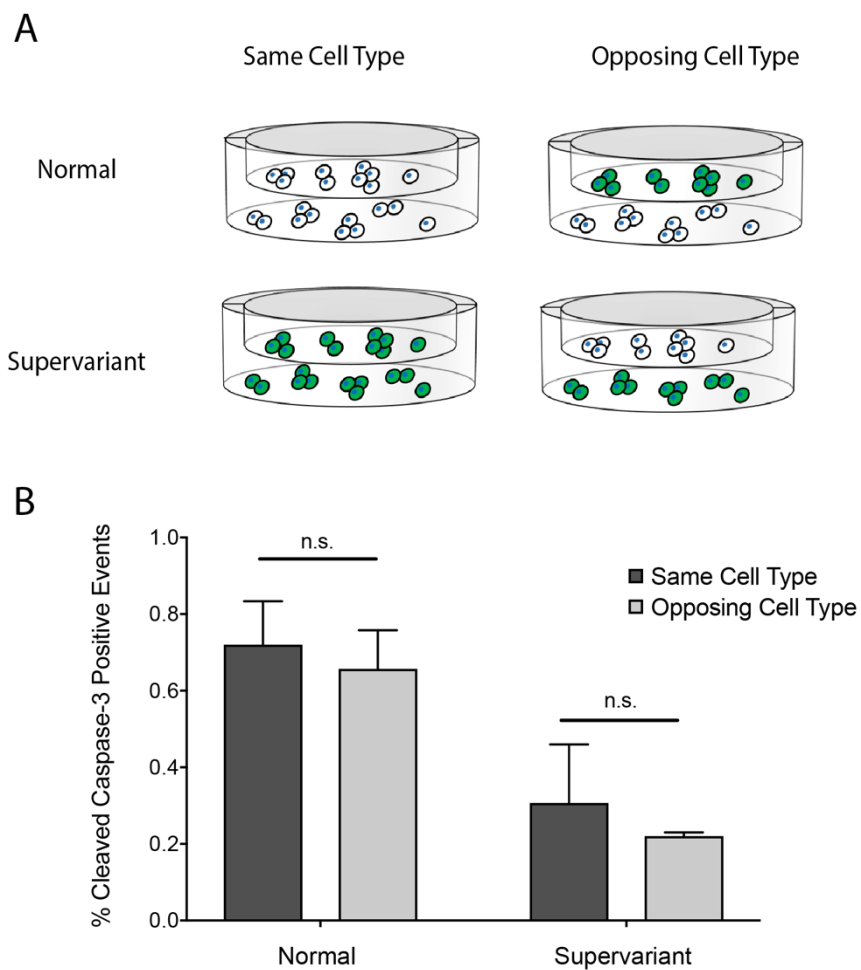 A
Same Cell Type
Opposing Cell Type
Normal
Supervariant
B
% Cleaved Caspase-3 Positive Events
1.0
0.8
0.6
0.4
0.2
0.0
n.s.
n.s.
Same Cell Type
Opposing Cell Type
Normal
Supervariant